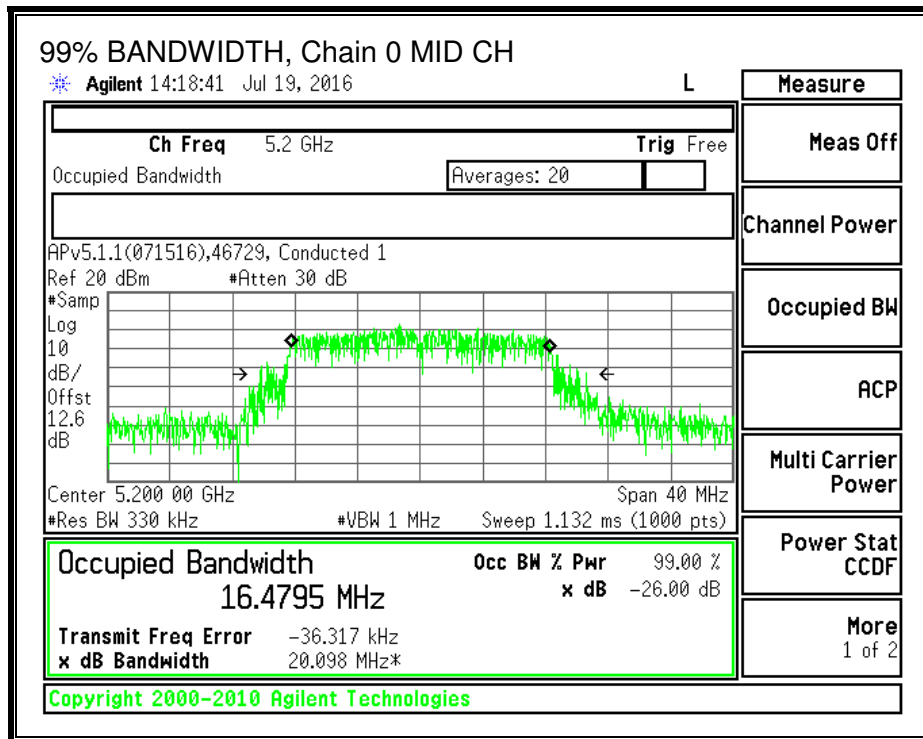 99% BANDWIDTH, Chain 0 MID CH
Agilent 14:18:41 Jul 19, 2016 L
Measure
Ch Freq 5.2 GHz Trig Free
Meas Off
Occupied Bandwidth Averages: 20
Channel Power
APv5.1.1(071516),46729, Conducted 1
Ref 20 dBm #Atten 30 dB
#Samp
Log
10
dB/
Offst
12.6
dB
Occupied BW
ACP
Center 5.200 00 GHz Span 40 MHz
#Res BW 330 kHz #VBW 1 MHz Sweep 1.132 ms (1000 pts)
Multi Carrier
Power
Occupied Bandwidth Occ BW % Pwr 99.00 %
16.4795 MHz x dB -26.00 dB
Power Stat
CCDF
Transmit Freq Error -36.317 kHz
x dB Bandwidth 20.098 MHz*
More
1 of 2
Copyright 2000-2010 Agilent Technologies